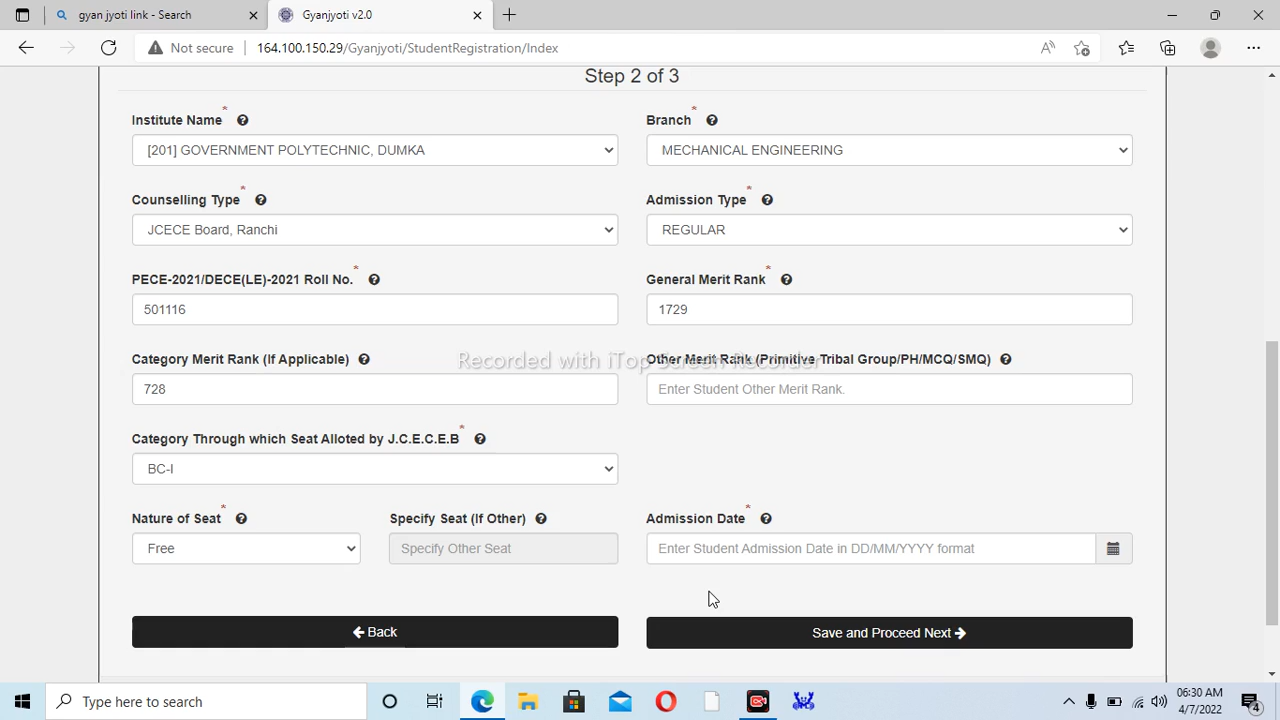 gyan jyoti link - Search
Gyanjyoti v2.0
Not secure
164.100.150.29/Gyanjyoti/StudentRegistration/Index
Step 2 of 3
Institute Name *
Branch *
[201] GOVERNMENT POLYTECHNIC, DUMKA
MECHANICAL ENGINEERING
Counselling Type *
Admission Type *
JCECE Board, Ranchi
REGULAR
PECE-2021/DECE(LE)-2021 Roll No. *
General Merit Rank *
501116
1729
Category Merit Rank (If Applicable)
Other Merit Rank (Primitive Tribal Group/PH/MCQ/SMQ)
Recorded with iTop Screen Recorder
728
Enter Student Other Merit Rank.
Category Through which Seat Alloted by J.C.E.C.E.B *
BC-I
Nature of Seat *
Specify Seat (If Other)
Admission Date *
Free
Specify Other Seat
Enter Student Admission Date in DD/MM/YYYY format
Back
Save and Proceed Next
Type here to search
06:30 AM
4/7/2022
4